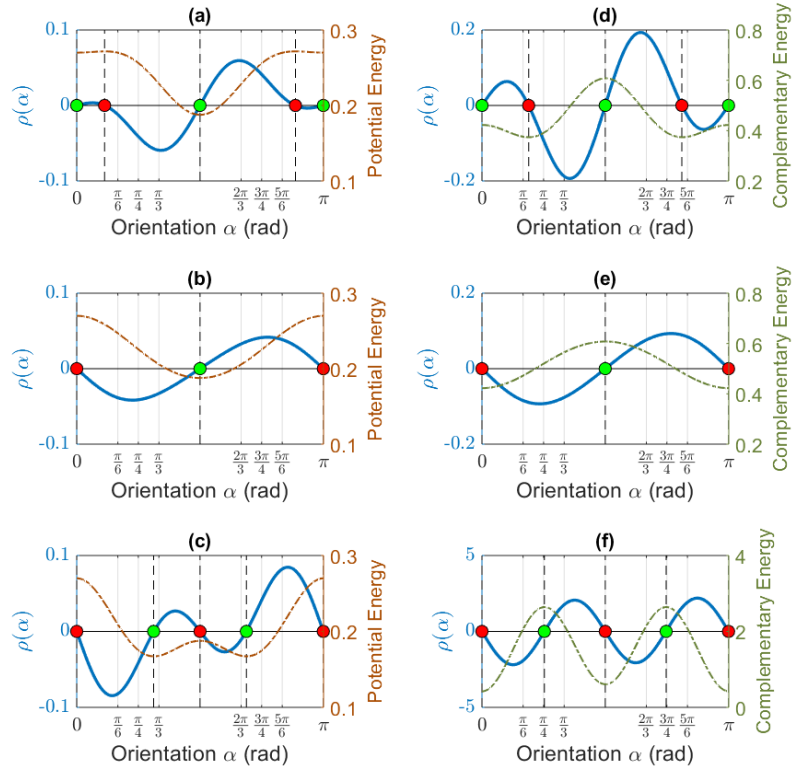 (a)
0.1
0
-0.1
ρ(α)
0.3
0.2
0.1
Potential Energy
0 π/6 π/4 π/3 2π/3 3π/4 5π/6 π
Orientation α (rad)
(d)
0.2
0
-0.2
ρ(α)
0.8
0.6
0.4
0.2
Complementary Energy
0 π/6 π/4 π/3 2π/3 3π/4 5π/6 π
Orientation α (rad)
(b)
0.1
0
-0.1
ρ(α)
0.3
0.2
0.1
Potential Energy
0 π/6 π/4 π/3 2π/3 3π/4 5π/6 π
Orientation α (rad)
(e)
0.2
0
-0.2
ρ(α)
0.8
0.6
0.4
0.2
Complementary Energy
0 π/6 π/4 π/3 2π/3 3π/4 5π/6 π
Orientation α (rad)
(c)
0.1
0
-0.1
ρ(α)
0.3
0.2
0.1
Potential Energy
0 π/6 π/4 π/3 2π/3 3π/4 5π/6 π
Orientation α (rad)
(f)
5
0
-5
ρ(α)
4
2
0
Complementary Energy
0 π/6 π/4 π/3 2π/3 3π/4 5π/6 π
Orientation α (rad)